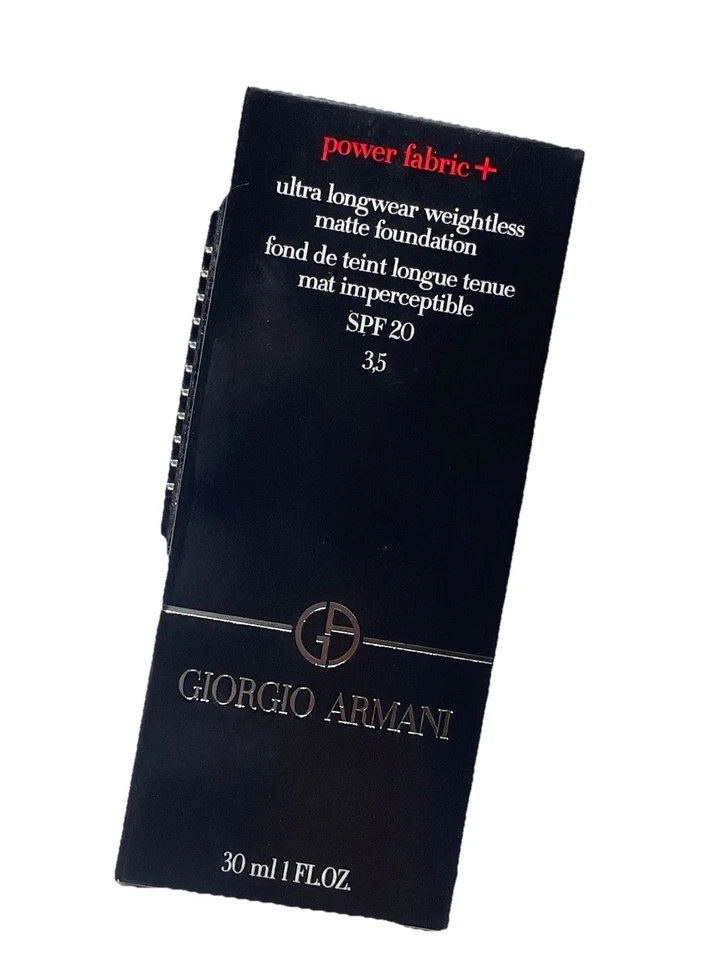 power fabric+
ultra longwear weightless
matte foundation
fond de teint longue tenue
mat imperceptible
SPF 20
3,5
GA
GIORGIO ARMANI
30 ml 1 FL.OZ.